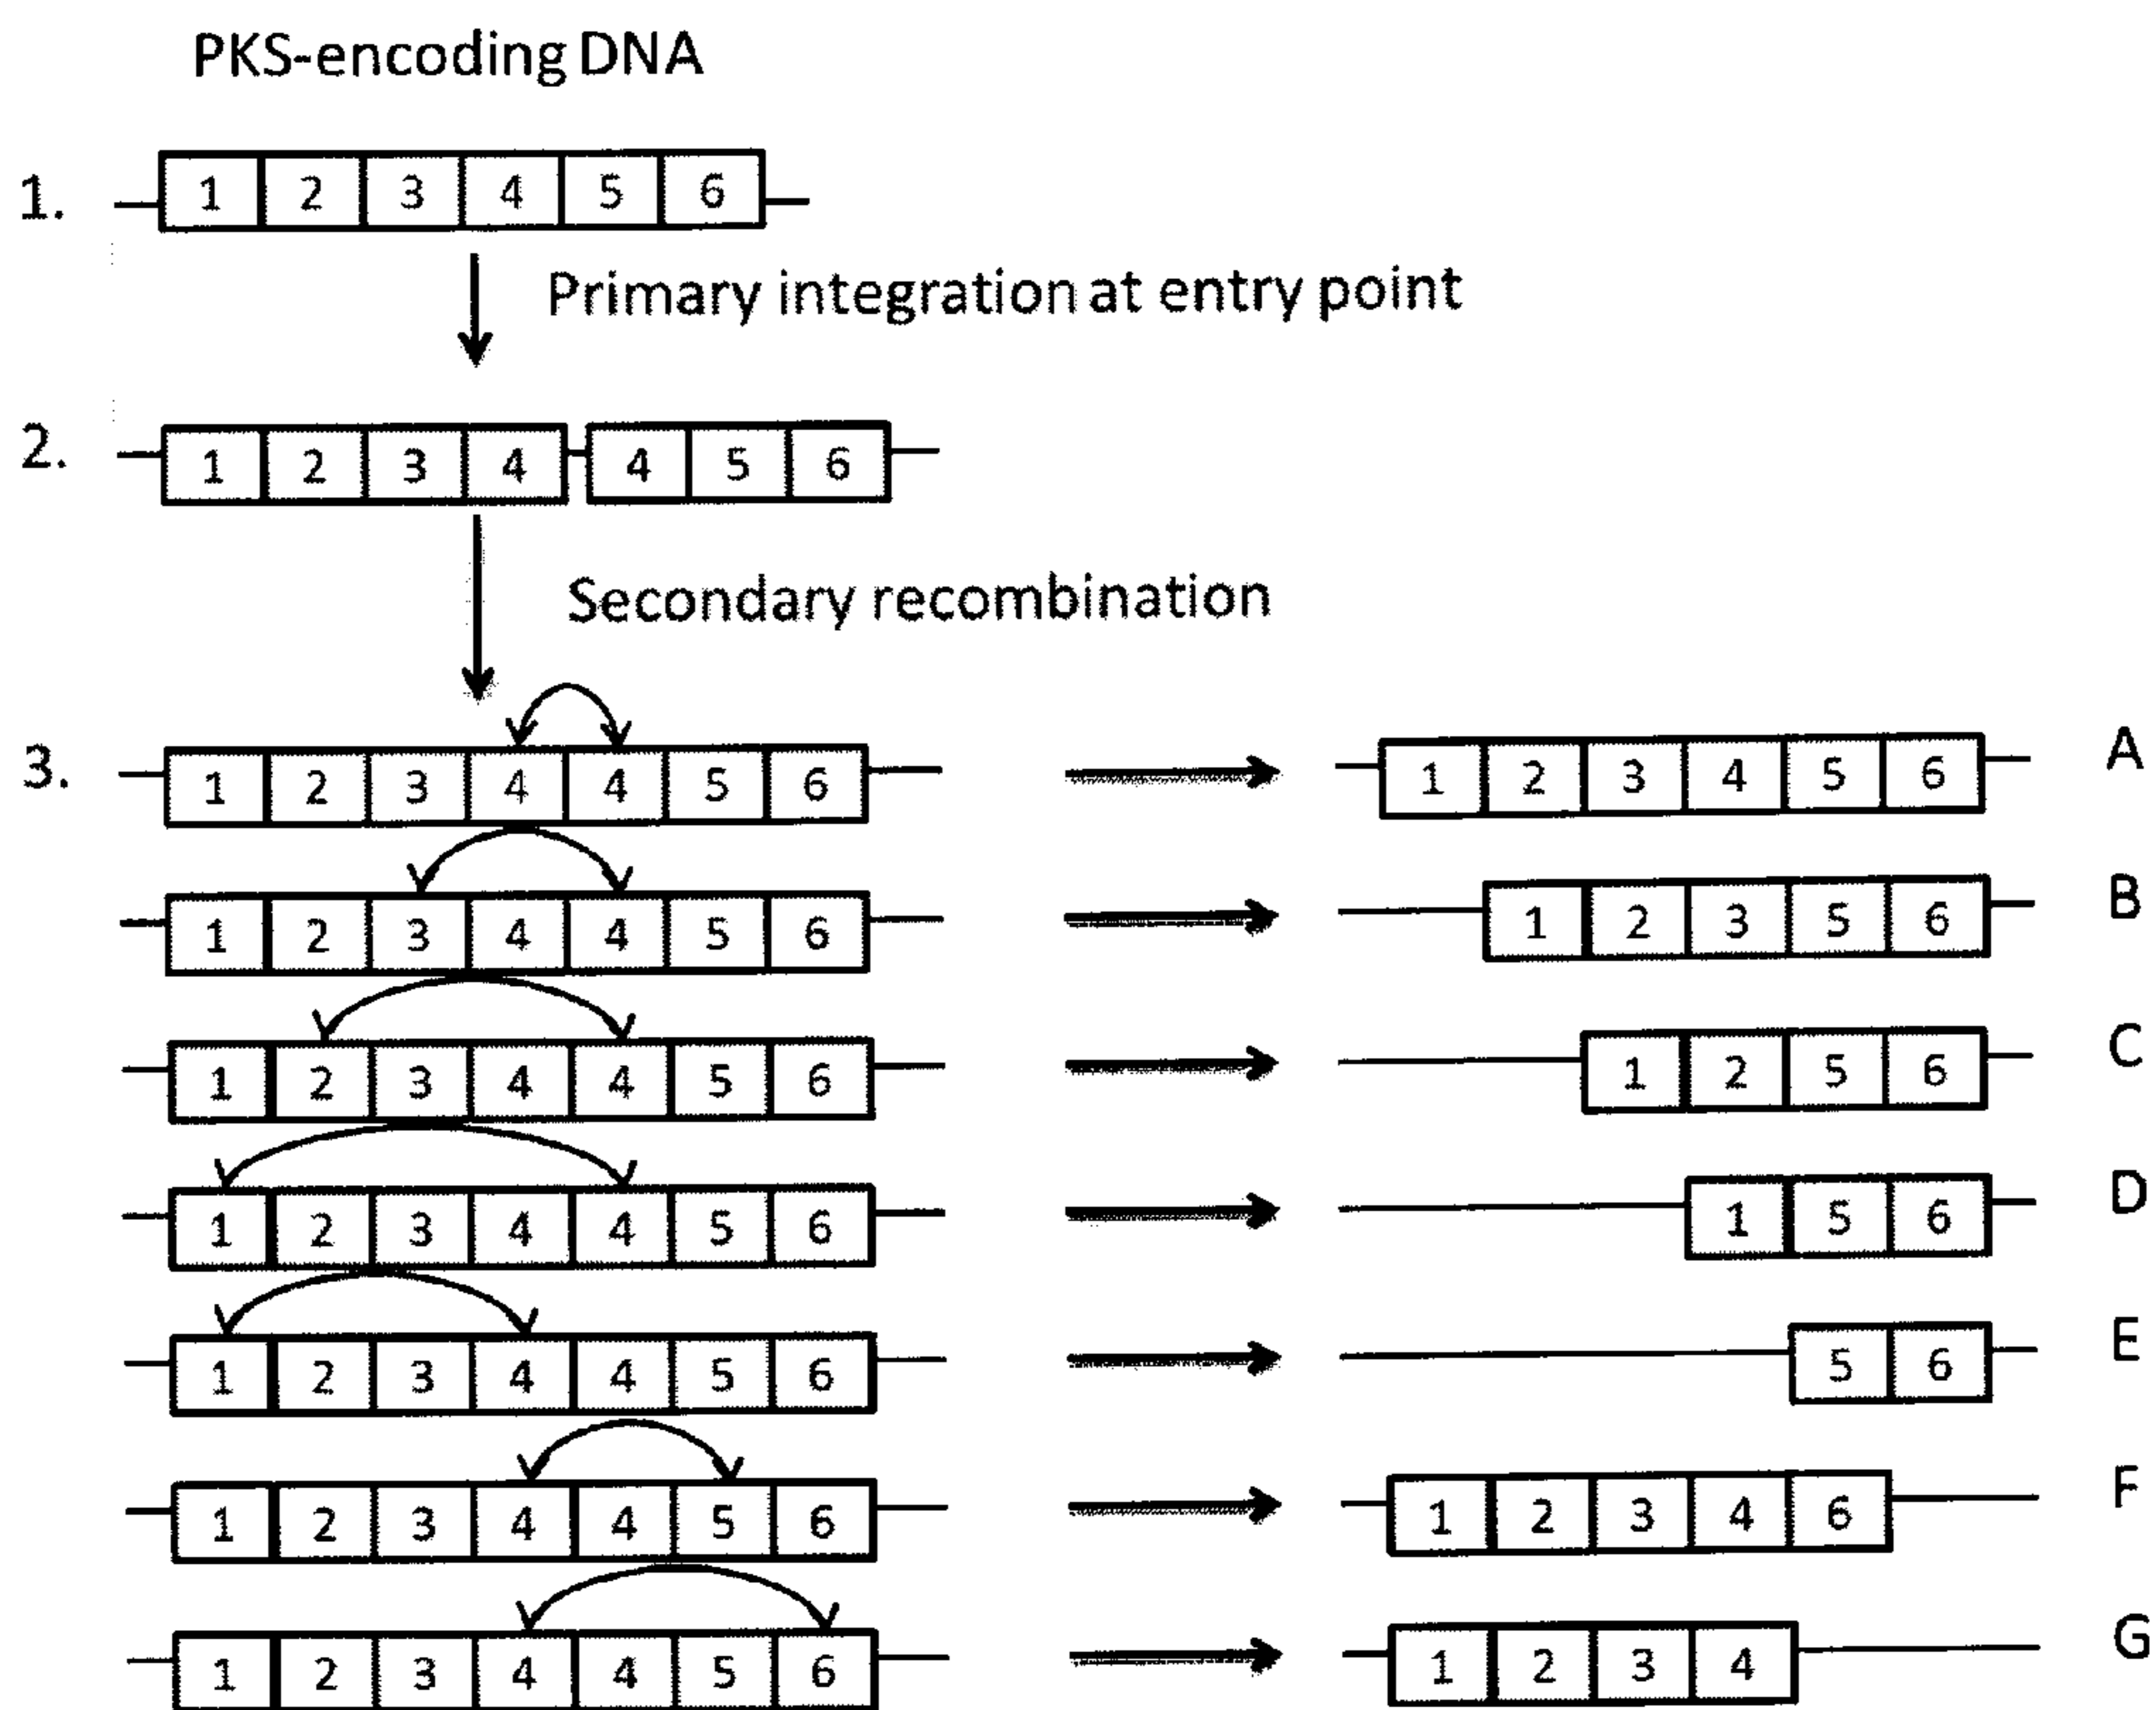 PKS-encoding DNA
1. 1 2 3 4 5 6
Primary integration at entry point
2. 1 2 3 4 4 5 6
Secondary recombination
3. 1 2 3 4 4 5 6 1 2 3 4 5 6 A
1 2 3 4 4 5 6 1 2 3 5 6 B
1 2 3 4 4 5 6 1 2 5 6 C
1 2 3 4 4 5 6 1 5 6 D
1 2 3 4 4 5 6 5 6 E
1 2 3 4 4 5 6 1 2 3 4 6 F
1 2 3 4 4 5 6 1 2 3 4 G